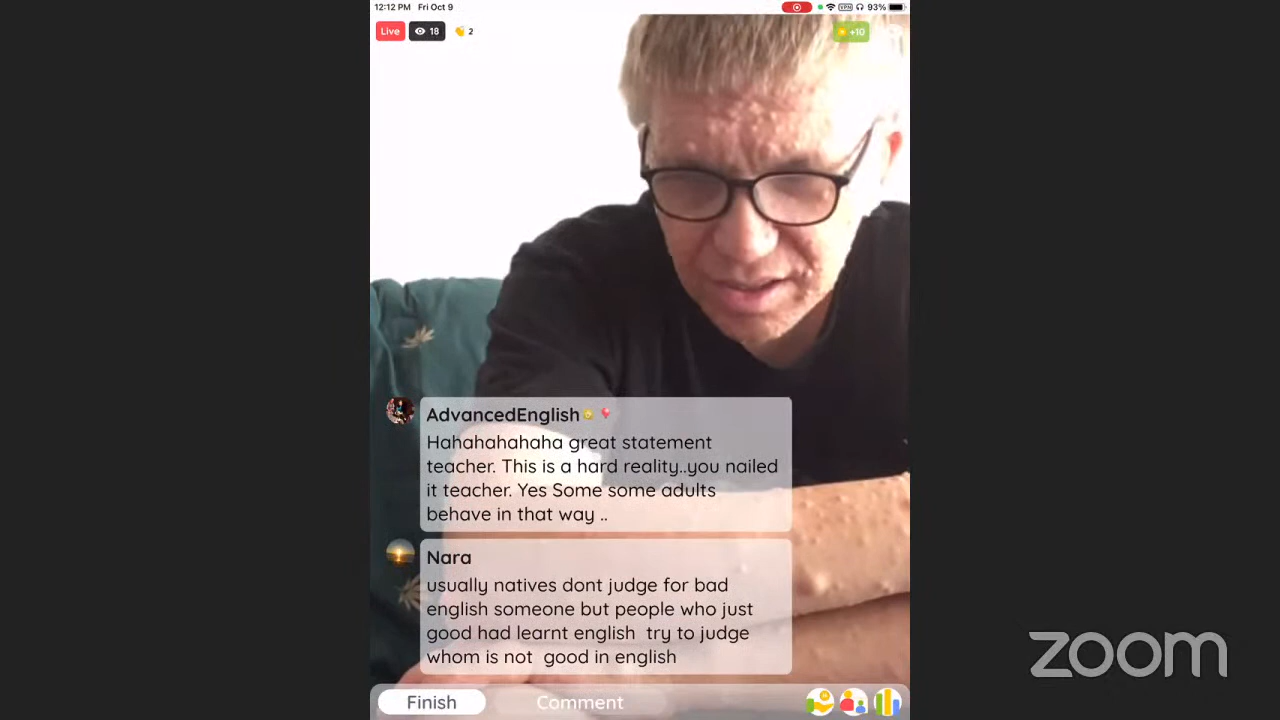 12:12 PM Fri Oct 9
VPN 93%
Live 18 2
+10
AdvancedEnglish
Hahahahahaha great statement
teacher. This is a hard reality..you nailed
it teacher. Yes Some some adults
behave in that way ..
Nara
usually natives dont judge for bad
english someone but people who just
good had learnt english try to judge
whom is not good in english
zoom
Finish Comment